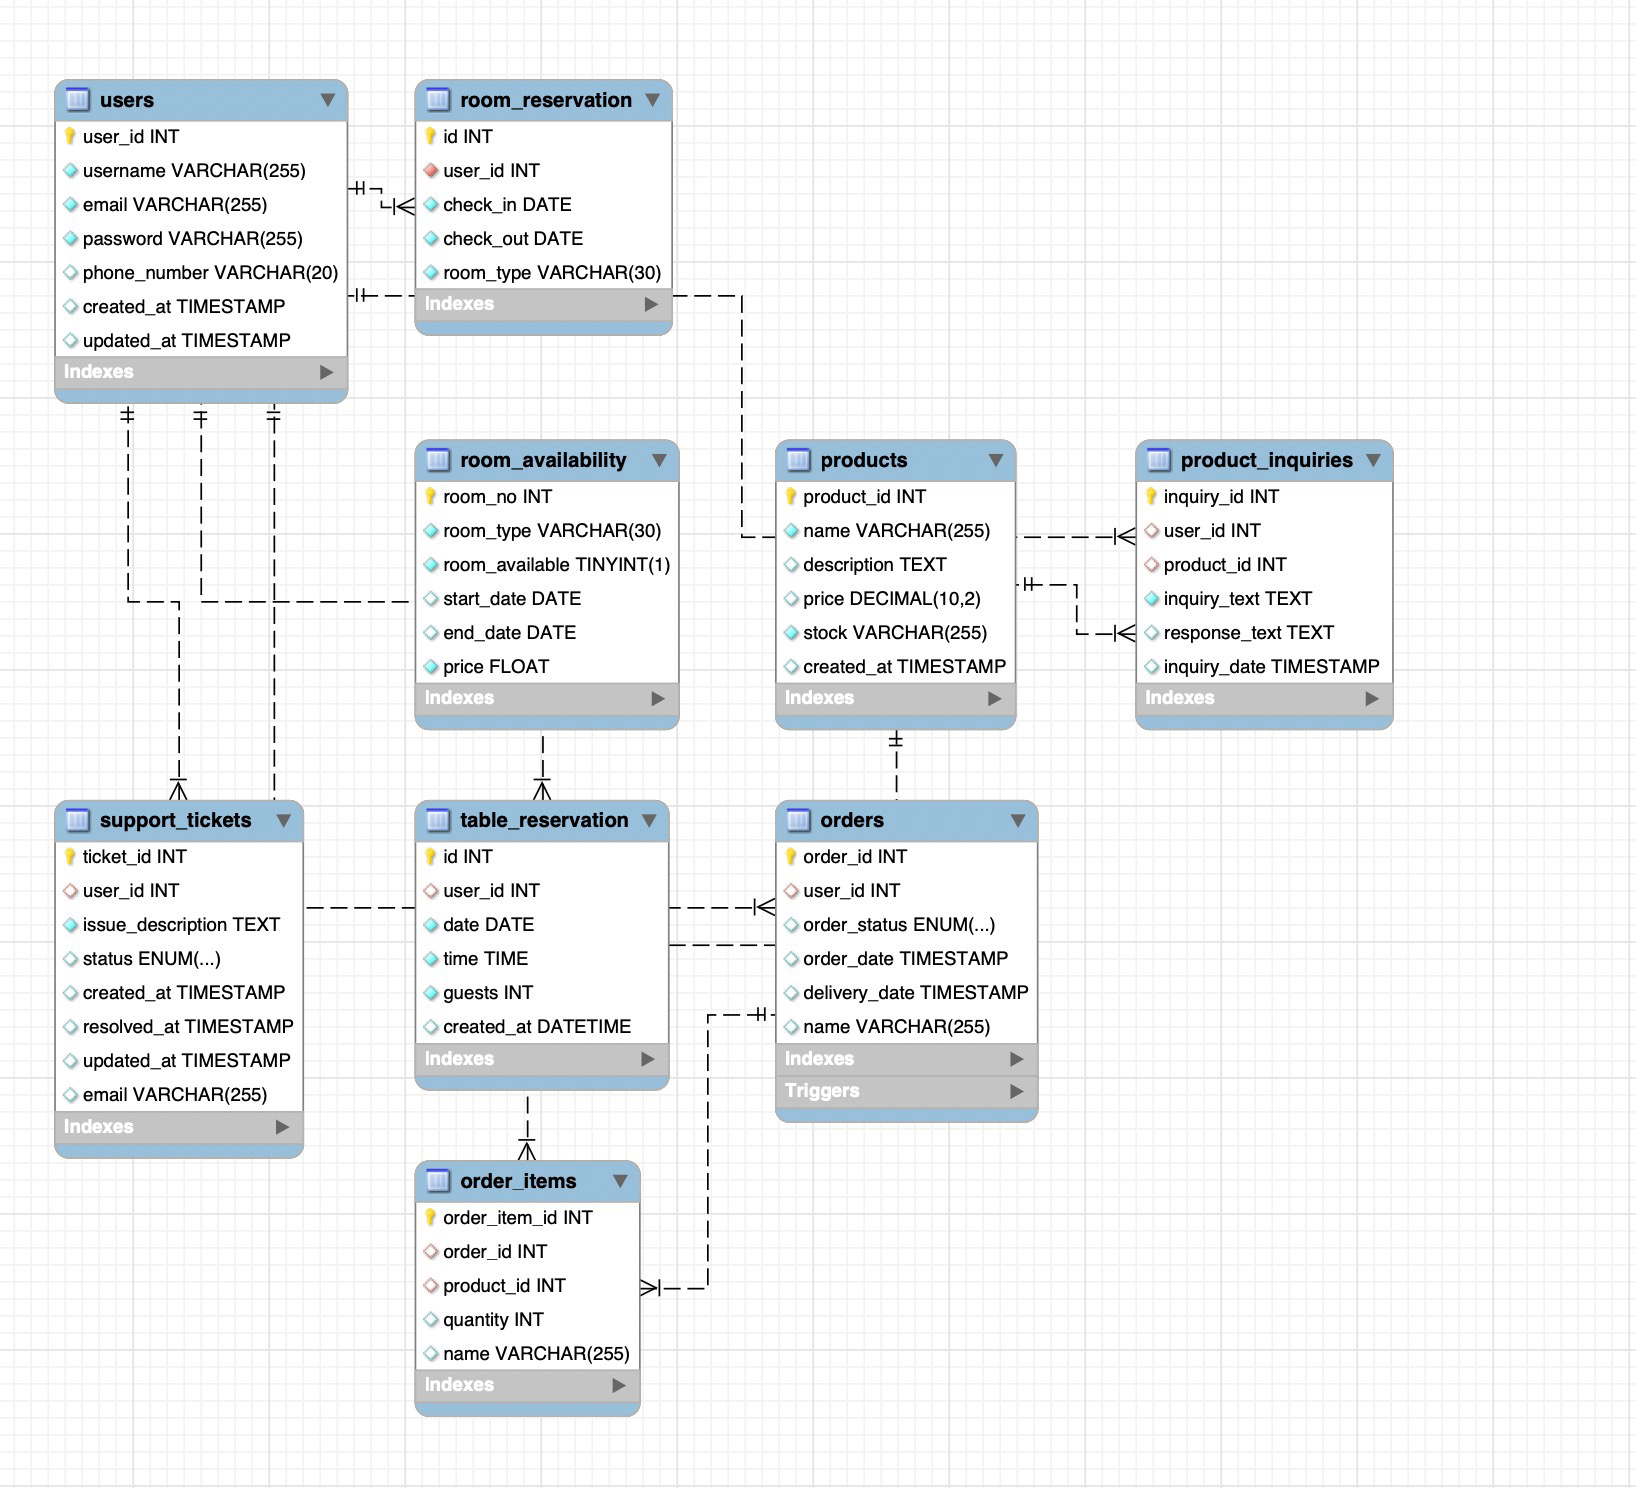 users
user_id INT
username VARCHAR(255)
email VARCHAR(255)
password VARCHAR(255)
phone_number VARCHAR(20)
created_at TIMESTAMP
updated_at TIMESTAMP
Indexes
room_reservation
id INT
user_id INT
check_in DATE
check_out DATE
room_type VARCHAR(30)
Indexes
room_availability
room_no INT
room_type VARCHAR(30)
room_available TINYINT(1)
start_date DATE
end_date DATE
price FLOAT
Indexes
products
product_id INT
name VARCHAR(255)
description TEXT
price DECIMAL(10,2)
stock VARCHAR(255)
created_at TIMESTAMP
Indexes
product_inquiries
inquiry_id INT
user_id INT
product_id INT
inquiry_text TEXT
response_text TEXT
inquiry_date TIMESTAMP
Indexes
support_tickets
ticket_id INT
user_id INT
issue_description TEXT
status ENUM(...)
created_at TIMESTAMP
resolved_at TIMESTAMP
updated_at TIMESTAMP
email VARCHAR(255)
Indexes
table_reservation
id INT
user_id INT
date DATE
time TIME
guests INT
created_at DATETIME
Indexes
orders
order_id INT
user_id INT
order_status ENUM(...)
order_date TIMESTAMP
delivery_date TIMESTAMP
name VARCHAR(255)
Indexes
Triggers
order_items
order_item_id INT
order_id INT
product_id INT
quantity INT
name VARCHAR(255)
Indexes